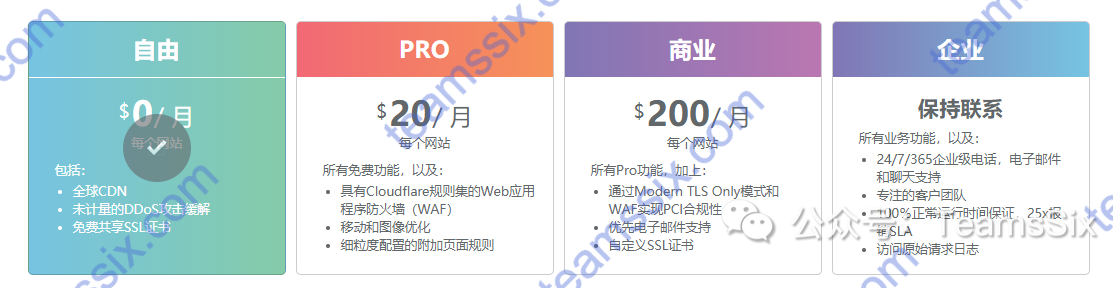 自由
$0/ 月
每个网站
包括：
全球CDN
未计量的DDoS攻击缓解
免费共享SSL证书
PRO
$20/ 月
每个网站
所有免费功能，以及：
具有Cloudflare规则集的Web应用
程序防火墙（WAF）
移动和图像优化
细粒度配置的附加页面规则
商业
$200/ 月
每个网站
所有Pro功能，加上：
通过Modern TLS Only模式和
WAF实现PCI合规性
优先电子邮件支持
自定义SSL证书
企业
保持联系
所有业务功能，以及：
24/7/365企业级电话，电子邮件
和聊天支持
专注的客户团队
100%正常运行时间保证，25x报
SLA
访问原始请求日志
公众号 TeamsSix
teamssix.com
teamssix.com
teamssix.com